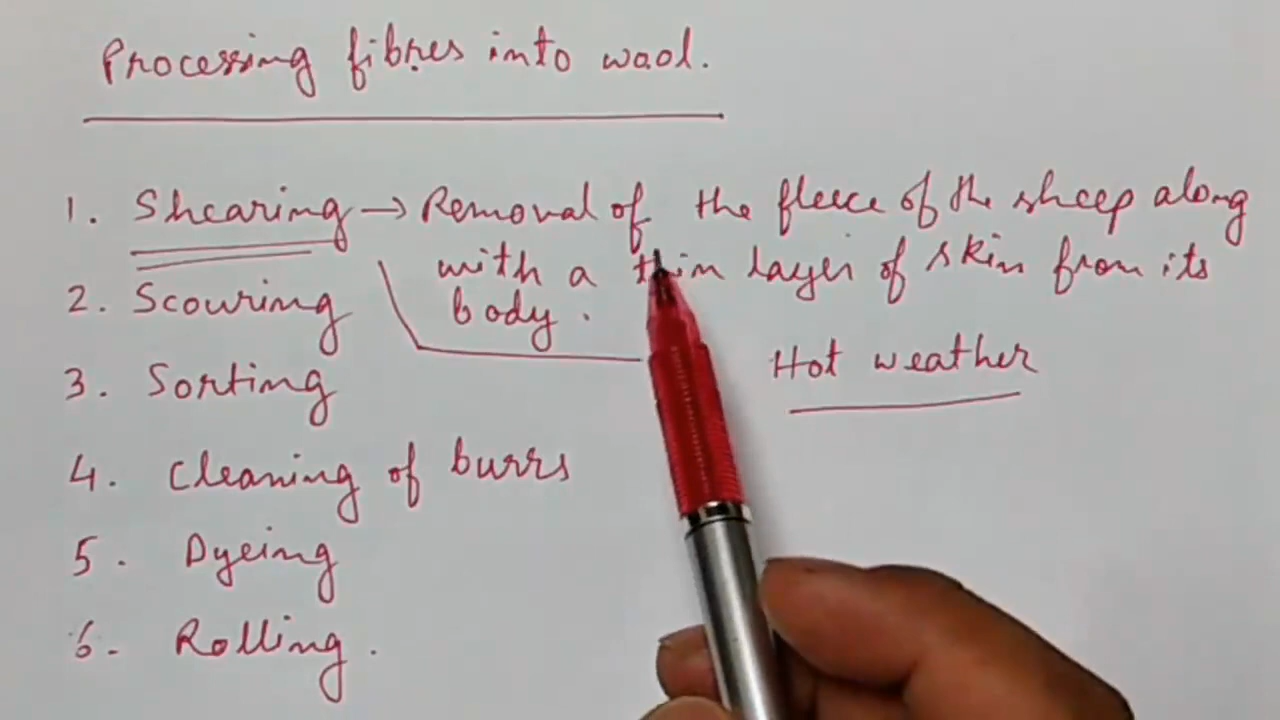 Processing fibres into wool.
1. Shearing → Removal of the fleece of the sheep along
with a thin layer of skin from its
body.
2. Scouring
Hot weather
3. Sorting
4. Cleaning of burrs
5. Dyeing
6. Rolling.